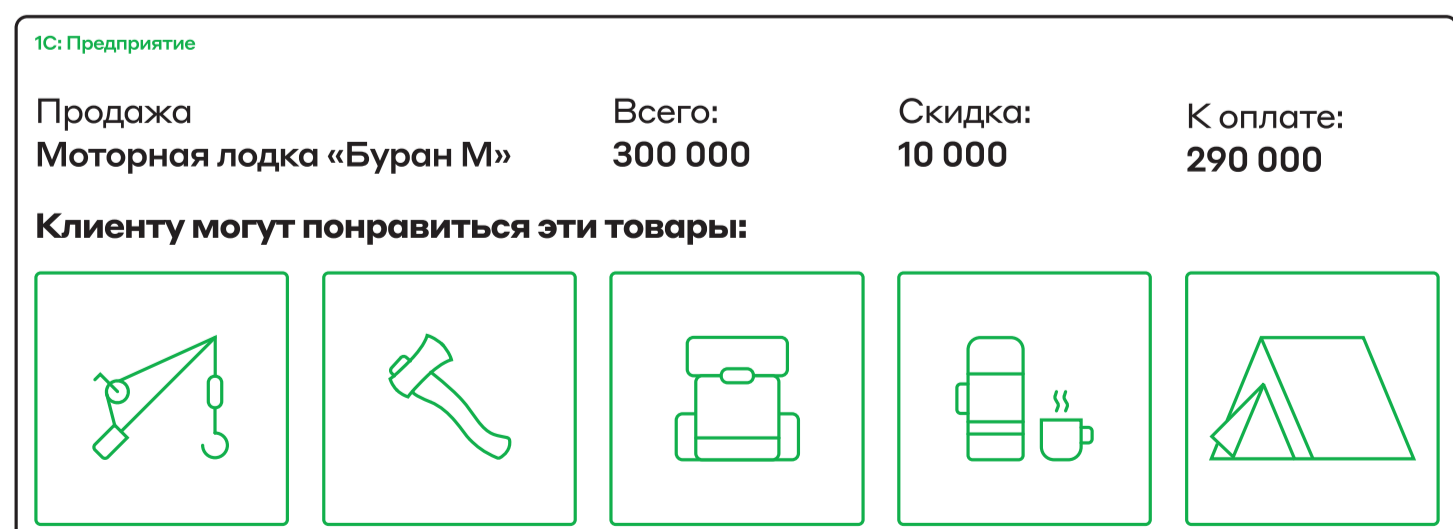 1С: Предприятие
Продажа
Моторная лодка «Буран М»
Всего:
300 000
Скидка:
10 000
К оплате:
290 000
Клиенту могут понравиться эти товары: